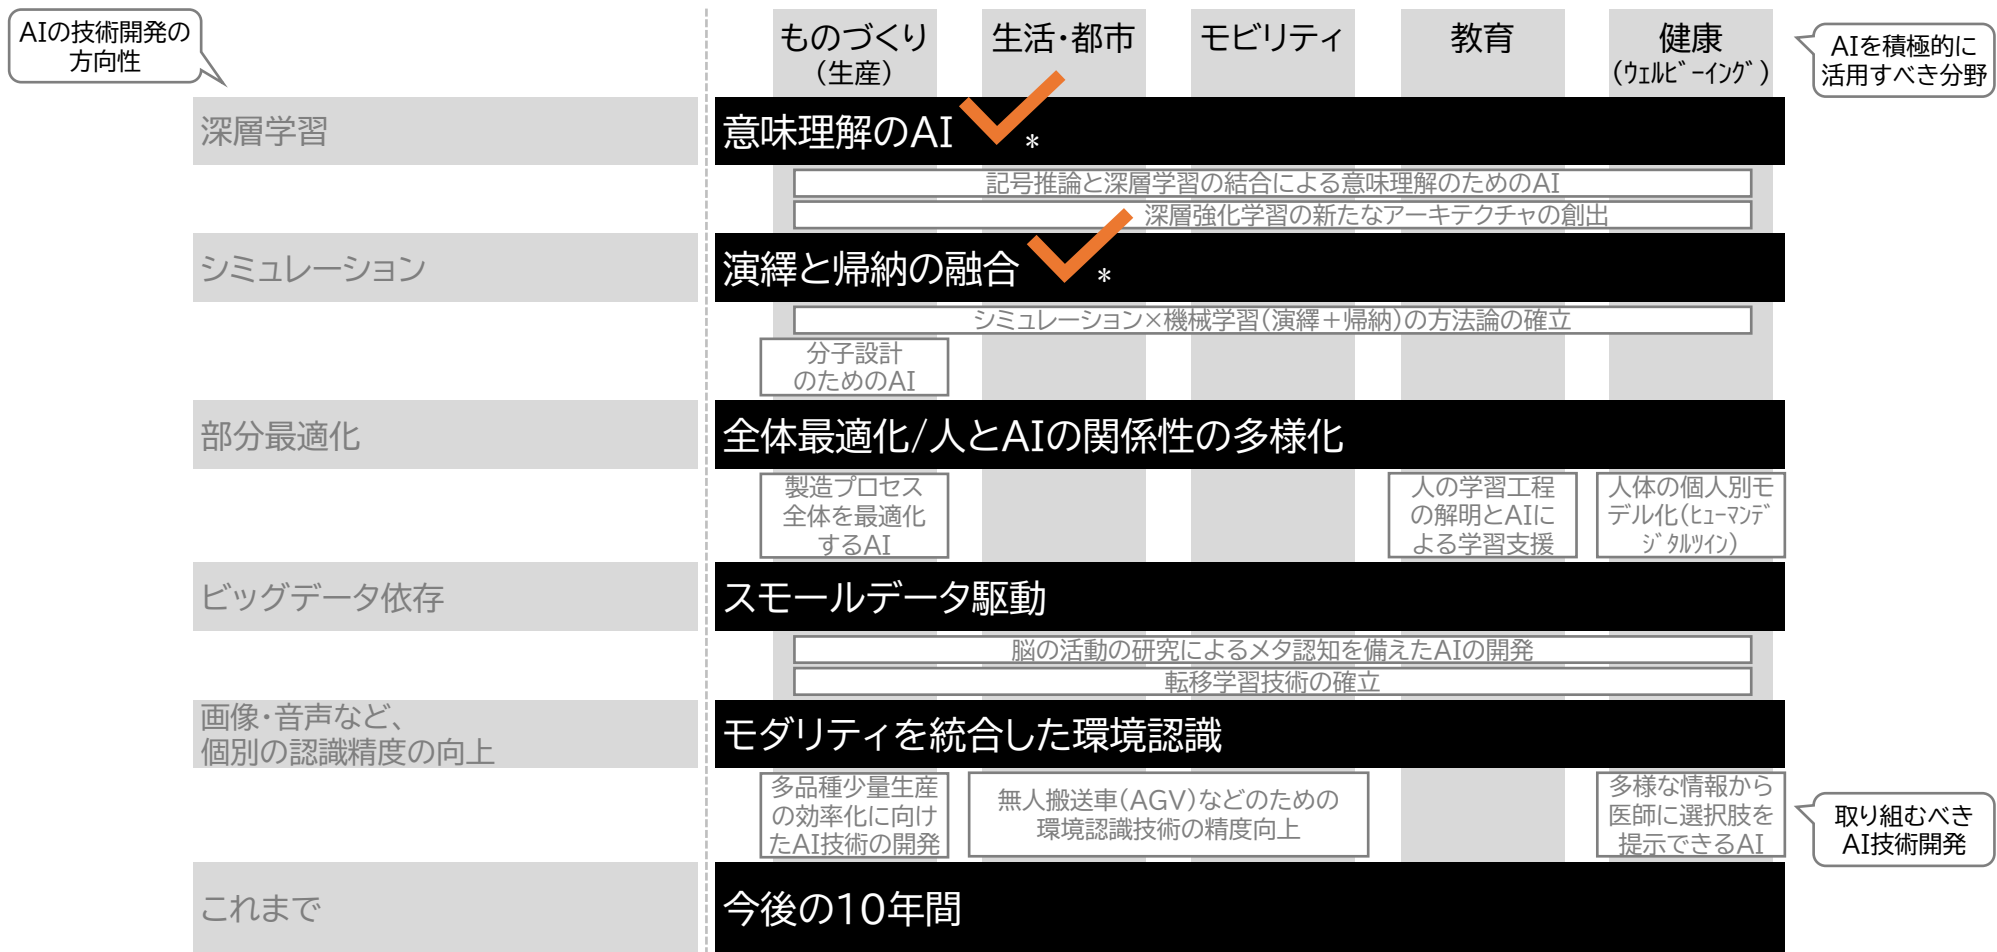 AIの技術開発の
方向性
ものづくり
(生産)
生活・都市
モビリティ
教育
健康
(ウェルビーイング)
AIを積極的に
活用すべき分野
深層学習
意味理解のAI
*
記号推論と深層学習の結合による意味理解のためのAI
深層強化学習の新たなアーキテクチャの創出
シミュレーション
演繹と帰納の融合
*
シミュレーション×機械学習(演繹+帰納)の方法論の確立
分子設計
のためのAI
部分最適化
全体最適化/人とAIの関係性の多様化
製造プロセス
全体を最適化
するAI
人の学習工程
の解明とAIに
よる学習支援
人体の個人別モ
デル化(ヒューマンデ
ジタルツイン)
ビッグデータ依存
スモールデータ駆動
脳の活動の研究によるメタ認知を備えたAIの開発
転移学習技術の確立
画像・音声など、
個別の認識精度の向上
モダリティを統合した環境認識
多品種少量生産
の効率化に向け
たAI技術の開発
無人搬送車(AGV)などのための
環境認識技術の精度向上
多様な情報から
医師に選択肢を
提示できるAI
取り組むべき
AI技術開発
これまで
今後の10年間